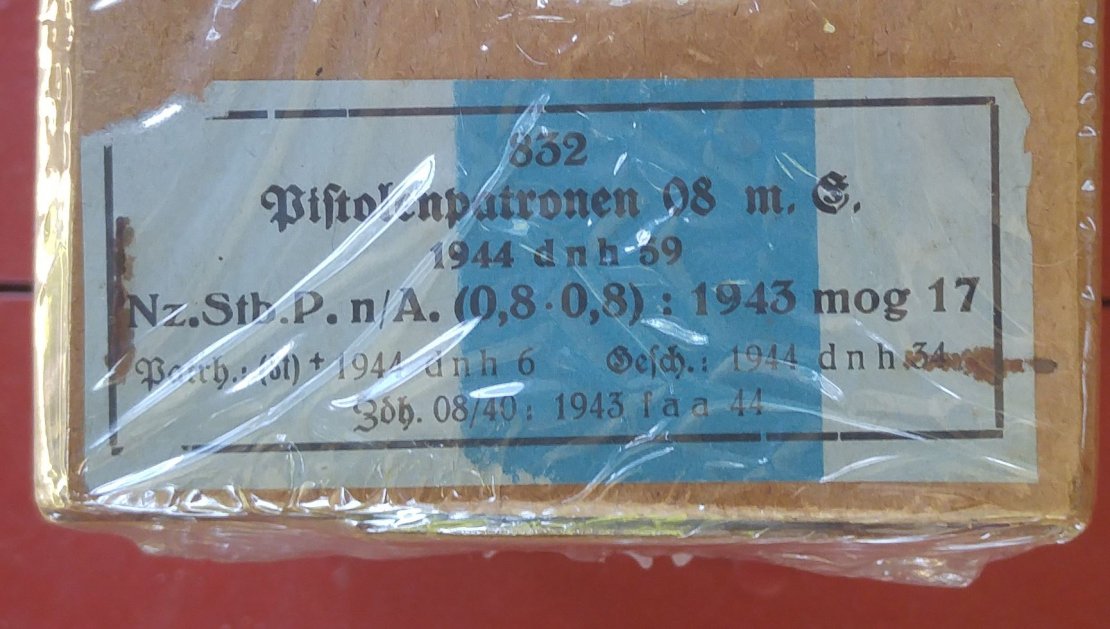 832
Pistolenpatronen 08 m. E.
1944 dnh 59
Nz.Stb.P. n/A. (0,8·0,8) : 1943 mog 17
Patrh.: (St)+ 1944 dnh 6 Gesch.: 1944 dnh 34
Zdh. 08/40: 1943 faa 44